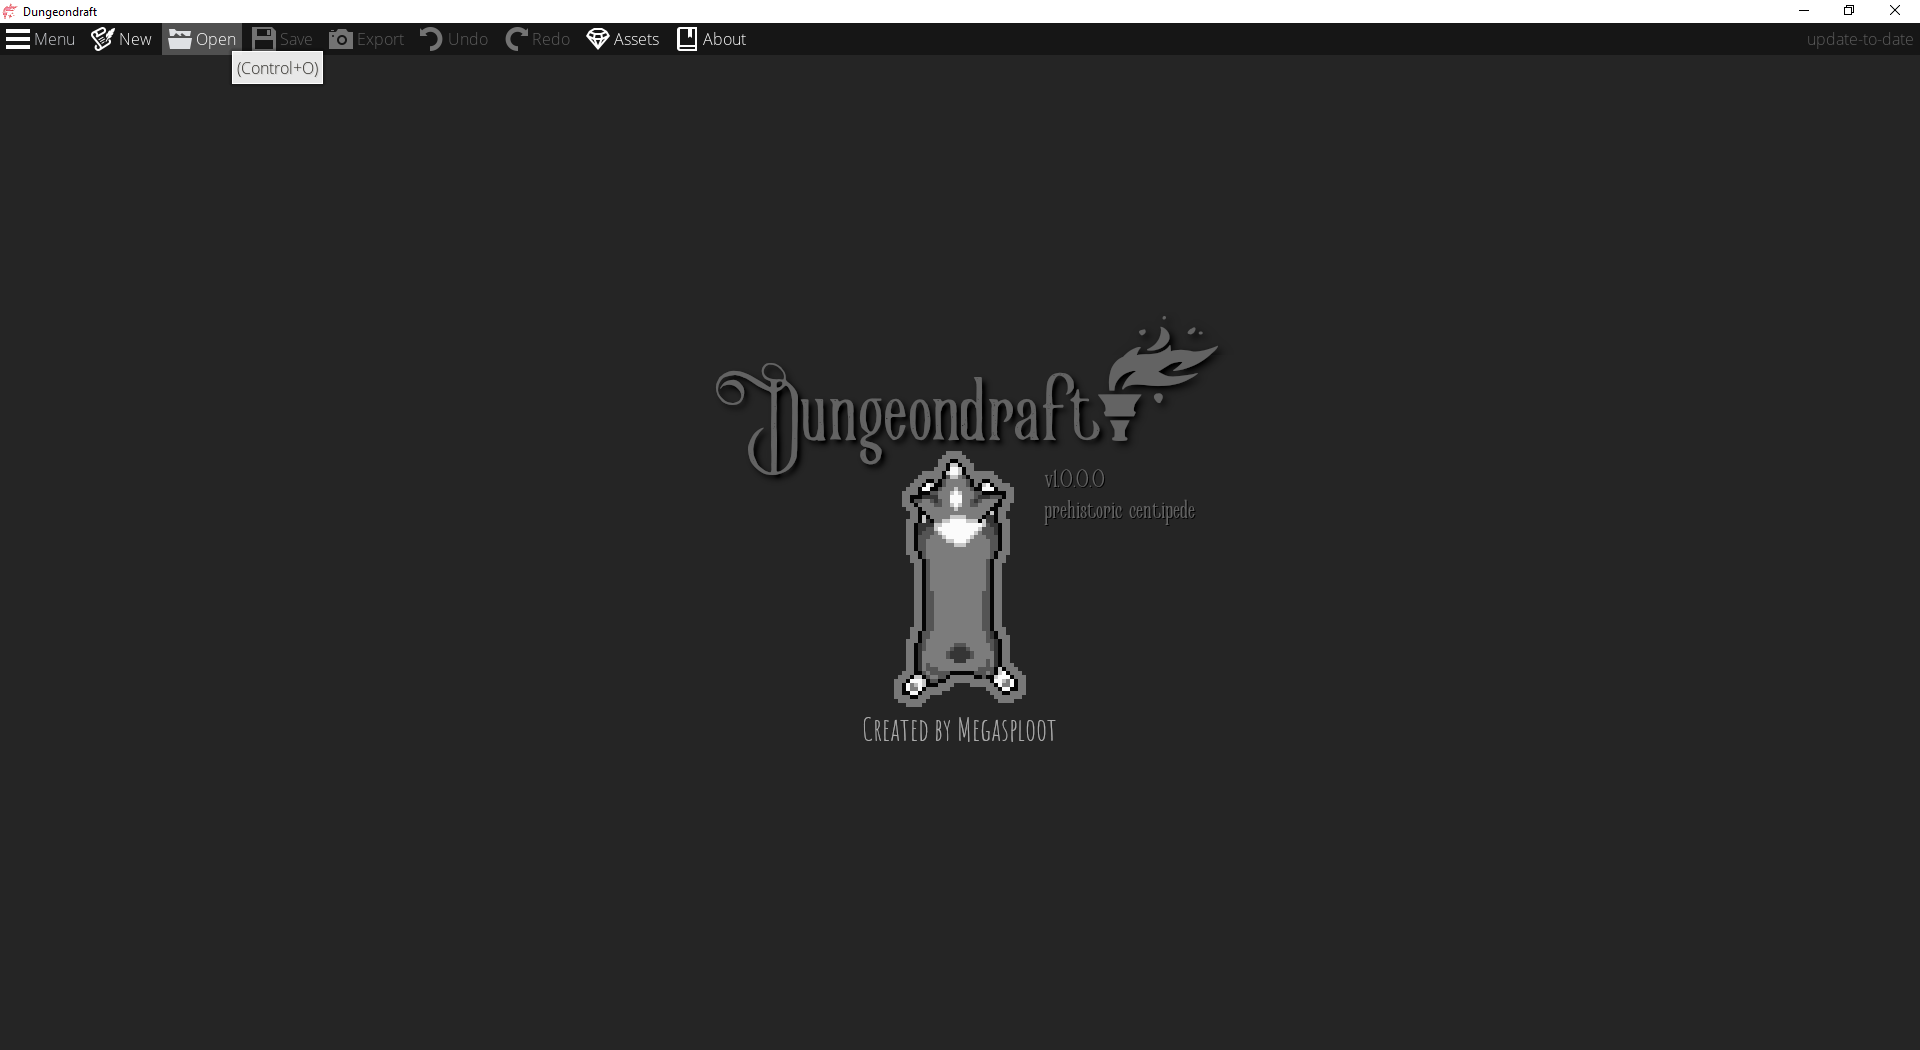 Dungeondraft
Menu New Open Save Export Undo Redo Assets About update-to-date
(Control+O)
Dungeondraft
v1.0.0.0
prehistoric centipede
Created by Megasploot